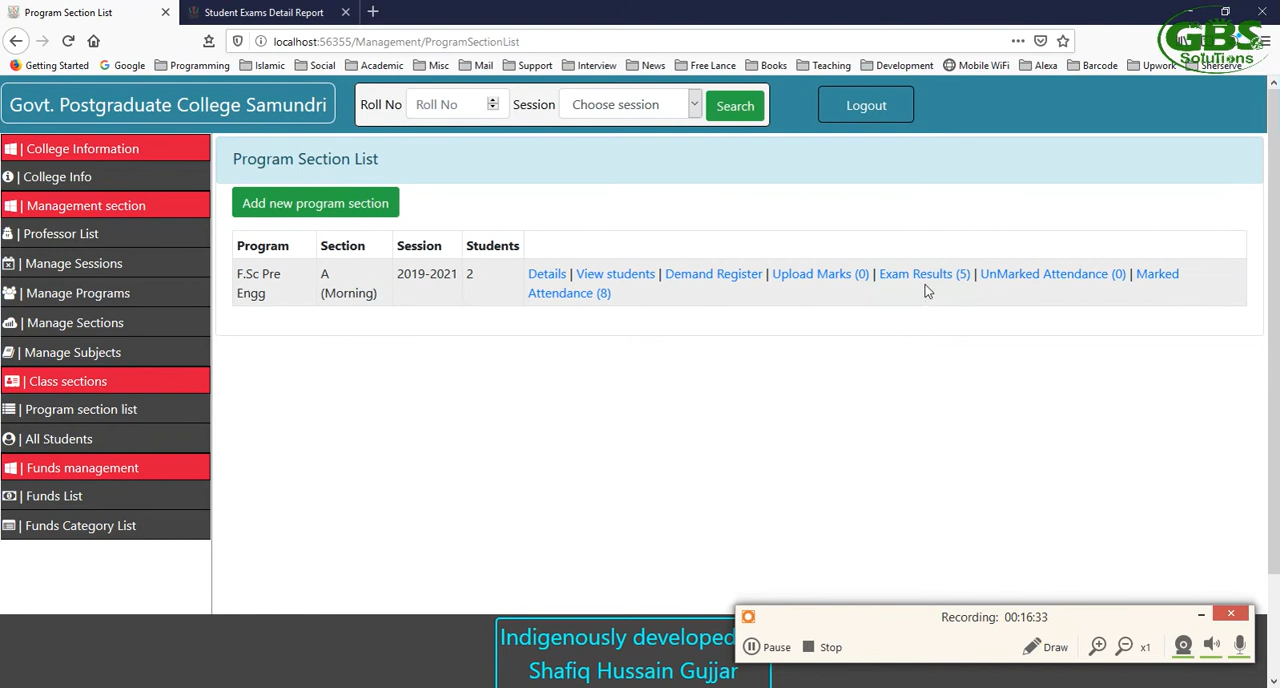 Program Section List
Student Exams Detail Report
localhost:56355/Management/ProgramSectionList
GBS
SoluTions
Getting Started Google Programming Islamic Social Academic Misc Mail Support Interview News Free Lance Books Teaching Development Mobile WiFi Alexa Barcode Upwork Sherserve
Govt. Postgraduate College Samundri
Roll No Roll No Session Choose session Search
Logout
| College Information
| College Info
| Management section
| Professor List
| Manage Sessions
| Manage Programs
| Manage Sections
| Manage Subjects
| Class sections
| Program section list
| All Students
| Funds management
| Funds List
| Funds Category List
Program Section List
Add new program section
Program Section Session Students
F.Sc Pre Engg A (Morning) 2019-2021 2 Details | View students | Demand Register | Upload Marks (0) | Exam Results (5) | UnMarked Attendance (0) | Marked
Attendance (8)
Indigenously developed
Shafiq Hussain Gujjar
Recording: 00:16:33
Pause Stop Draw x1